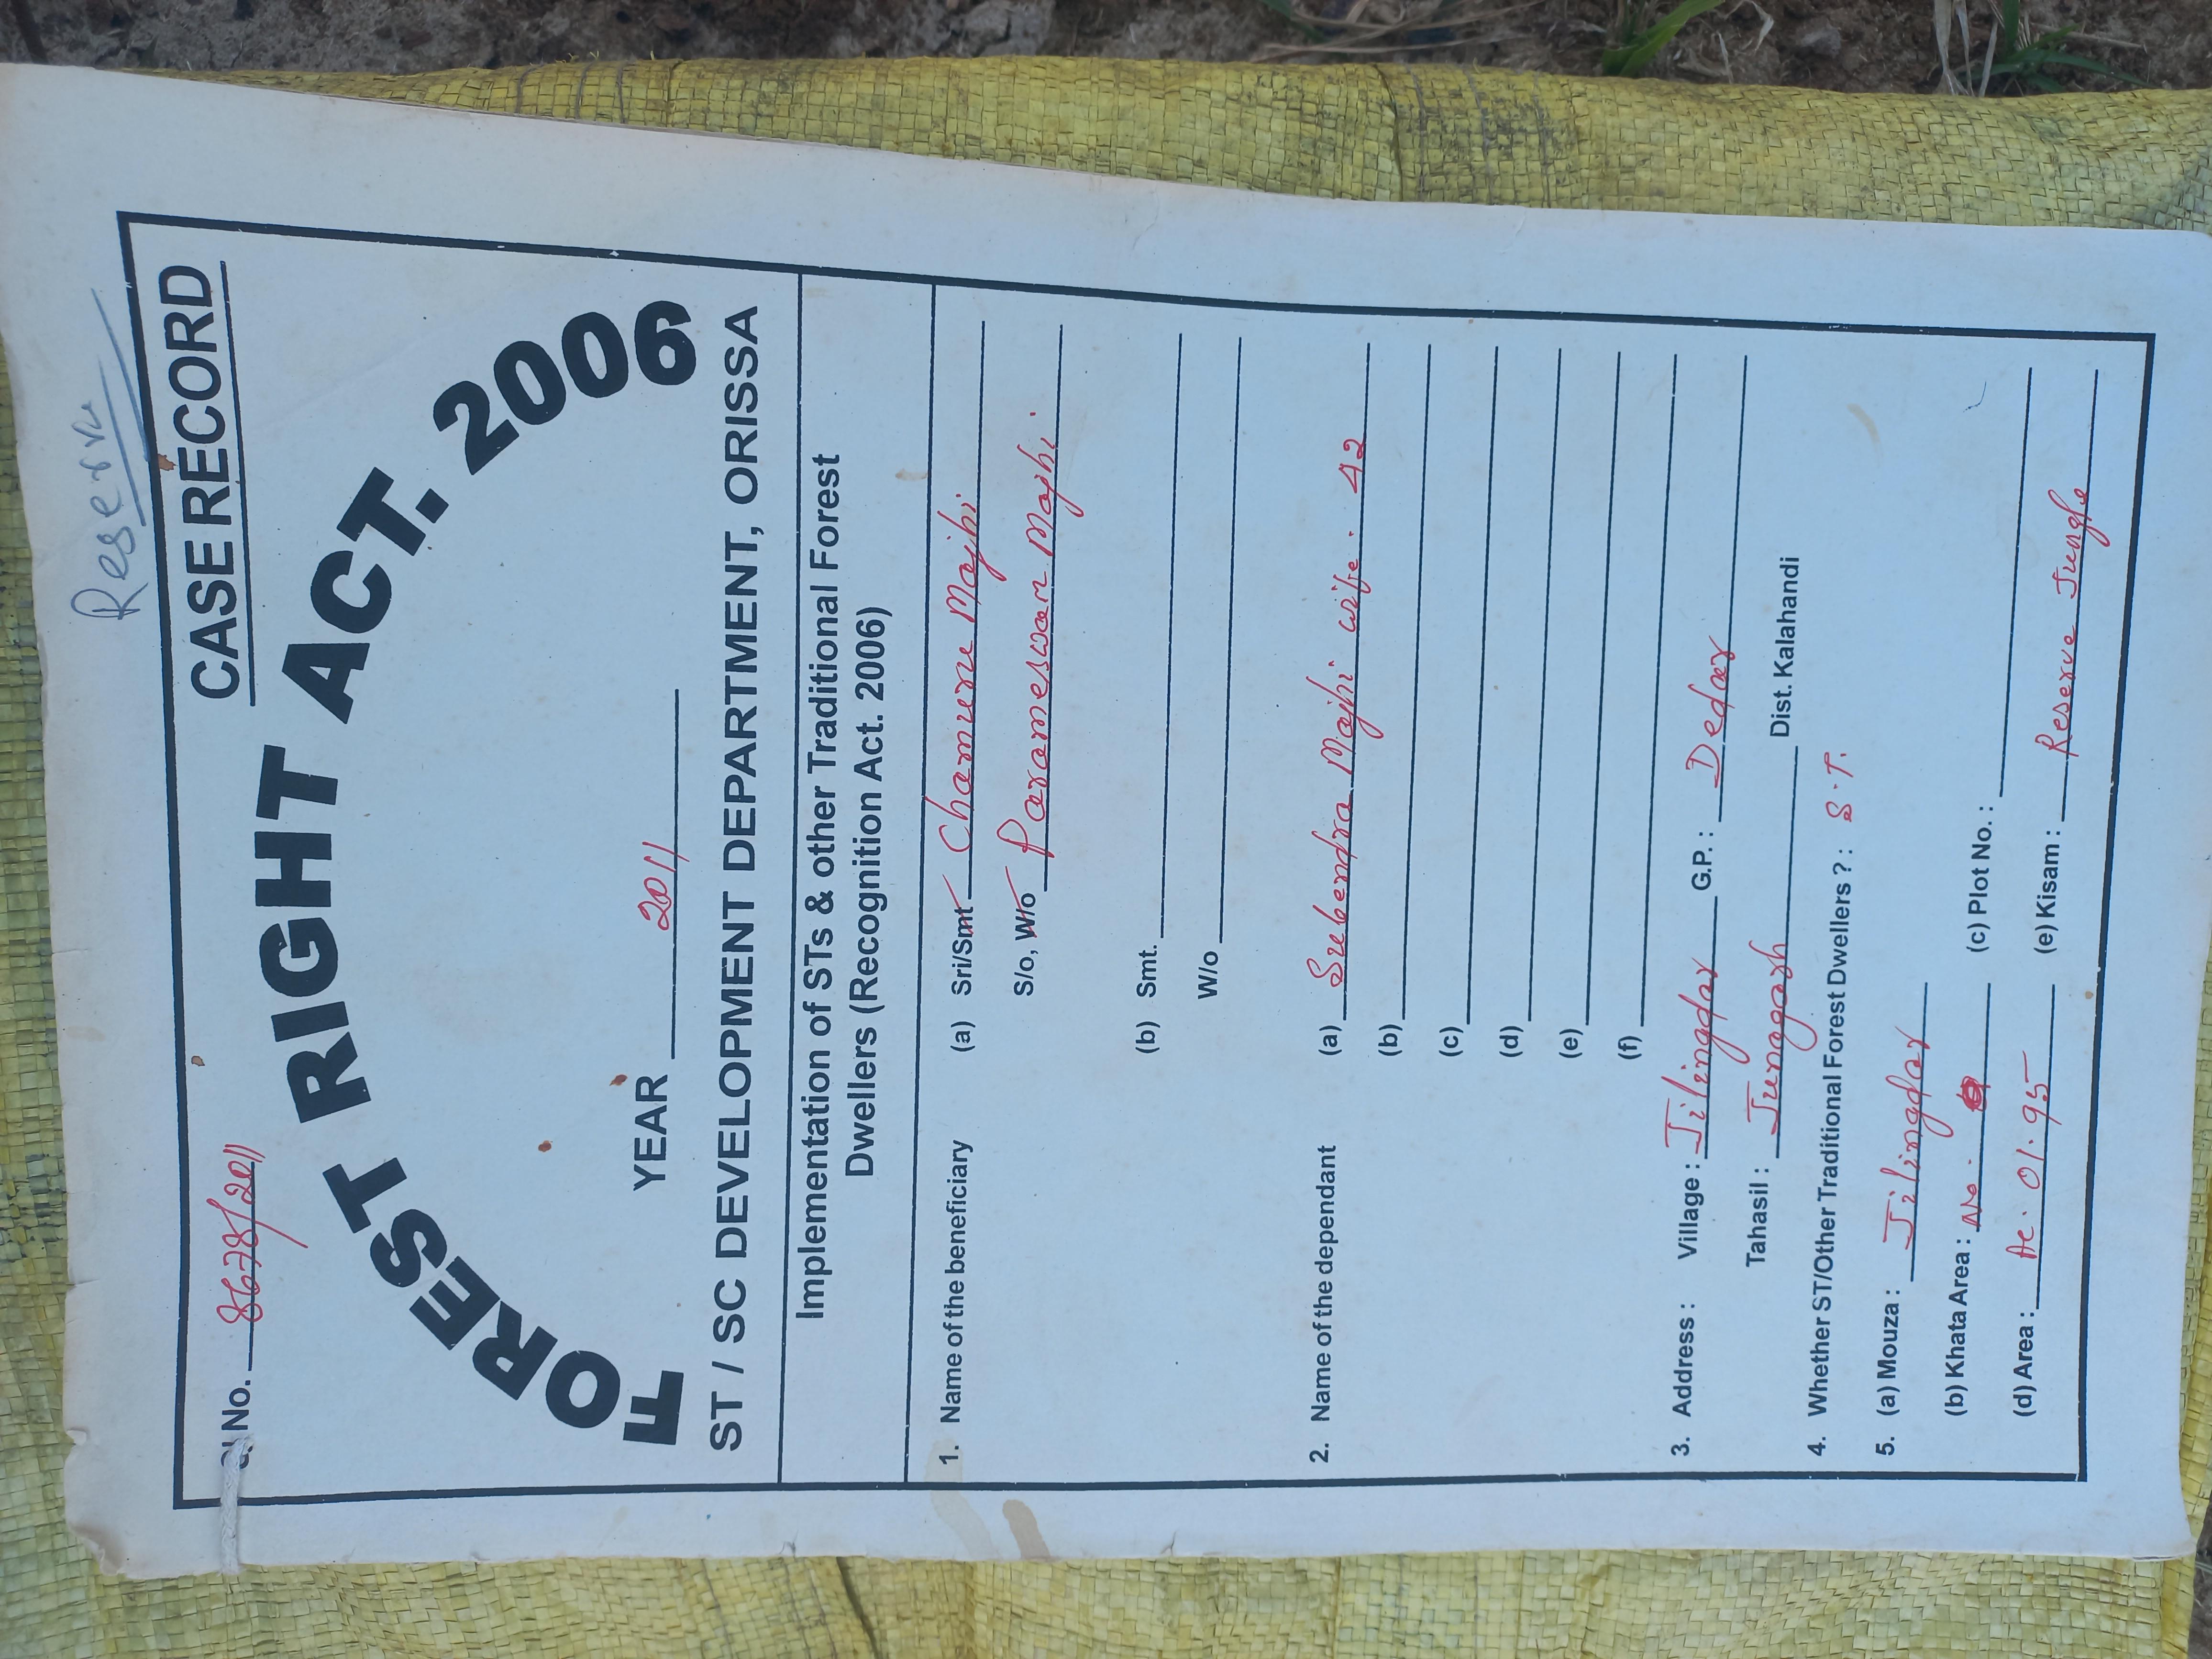 Reserve
Sl No. 8678/2011 CASE RECORD
FOREST RIGHT ACT. 2006
YEAR 2011
ST / SC DEVELOPMENT DEPARTMENT, ORISSA
Implementation of STs & other Traditional Forest
Dwellers (Recognition Act. 2006)
1. Name of the beneficiary (a) Sri/Smt Chamuru Majhi
S/o, W/o Parameswar Majhi
(b) Smt.
W/o
2. Name of the dependant (a) Subendra Majhi wife. 42
(b)
(c)
(d)
(e)
(f)
3. Address : Village : Jilingdar G.P. : Dedar
Tahasil : Junagarh Dist. Kalahandi
4. Whether ST/Other Traditional Forest Dwellers ? : S.T.
5. (a) Mouza : Jilingdar
(b) Khata Area : No. (c) Plot No. :
(d) Area : Ac. 01.95 (e) Kisam : Reserve Jungle